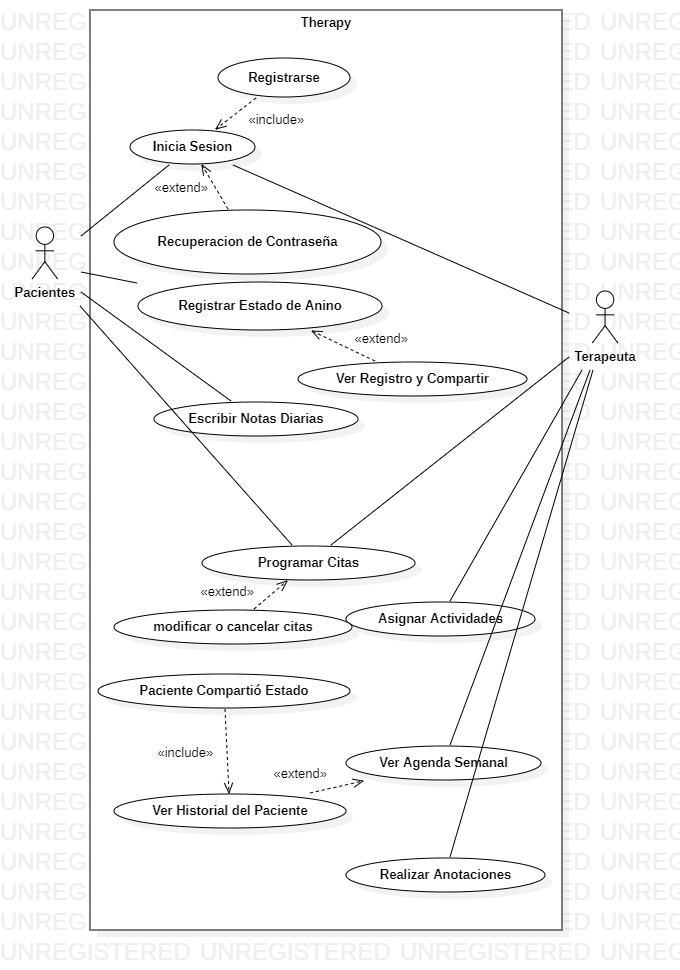 Therapy
Registrarse
«include»
Inicia Sesion
«extend»
Recuperacion de Contraseña
Pacientes
Registrar Estado de Anino
«extend»
Terapeuta
Ver Registro y Compartir
Escribir Notas Diarias
Programar Citas
«extend»
modificar o cancelar citas
Asignar Actividades
Paciente Compartió Estado
«include»
Ver Agenda Semanal
«extend»
Ver Historial del Paciente
Realizar Anotaciones
UNREGISTERED UNREGISTERED UNREGISTERED UNREGISTERED